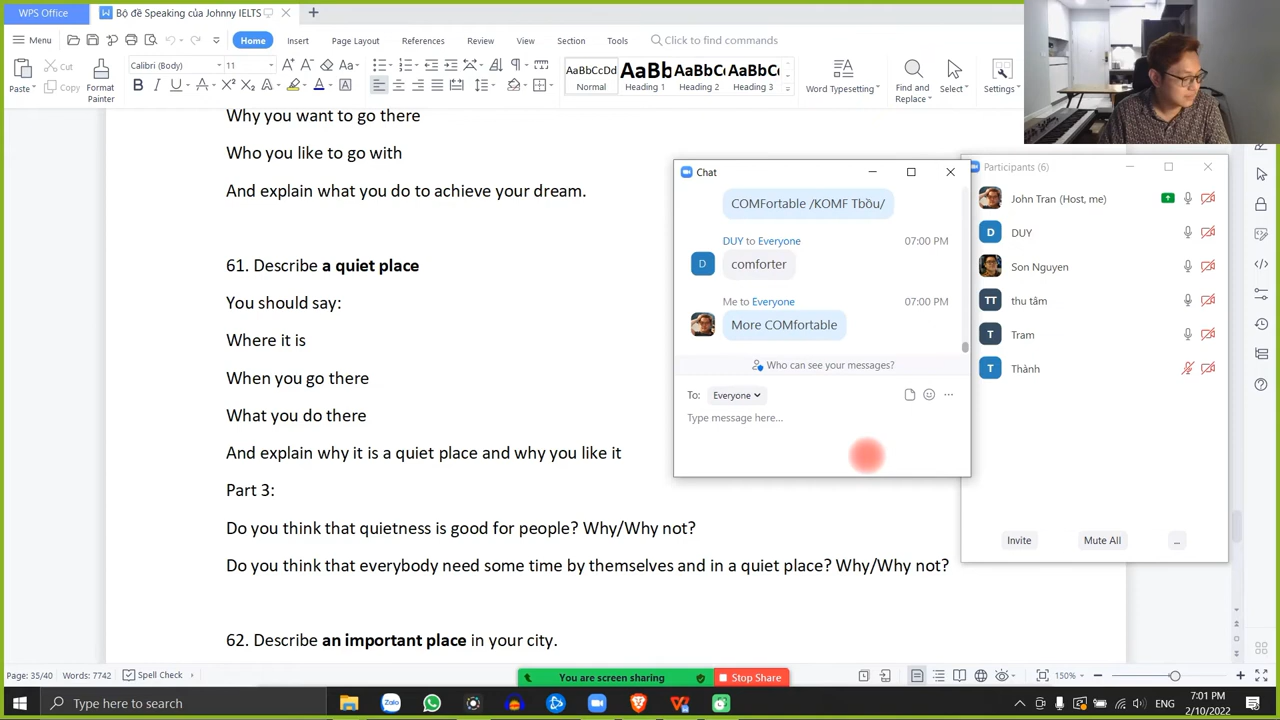 WPS Office
Bộ đề Speaking của Johnny IELTS
Menu
Home
Insert
Page Layout
References
Review
View
Section
Tools
Click to find commands
Paste
Cut
Copy
Format Painter
Calibri (Body)
11
AaBbCcDd
Normal
AaBb
Heading 1
AaBbC
Heading 2
AaBbC
Heading 3
Word Typesetting
Find and Replace
Select
Settings
Why you want to go there
Who you like to go with
And explain what you do to achieve your dream.
61. Describe a quiet place
You should say:
Where it is
When you go there
What you do there
And explain why it is a quiet place and why you like it
Part 3:
Do you think that quietness is good for people? Why/Why not?
Do you think that everybody need some time by themselves and in a quiet place? Why/Why not?
62. Describe an important place in your city.
Chat
COMFortable /KOMF Tbồu/
DUY to Everyone
07:00 PM
D
comforter
Me to Everyone
07:00 PM
More COMfortable
Who can see your messages?
To:
Everyone
Type message here...
Participants (6)
John Tran (Host, me)
D
DUY
Son Nguyen
TT
thu tâm
T
Tram
T
Thành
Invite
Mute All
...
Page: 35/40
Words: 7742
Spell Check
You are screen sharing
Stop Share
150%
Type here to search
Zalo
ENG
7:01 PM
2/10/2022